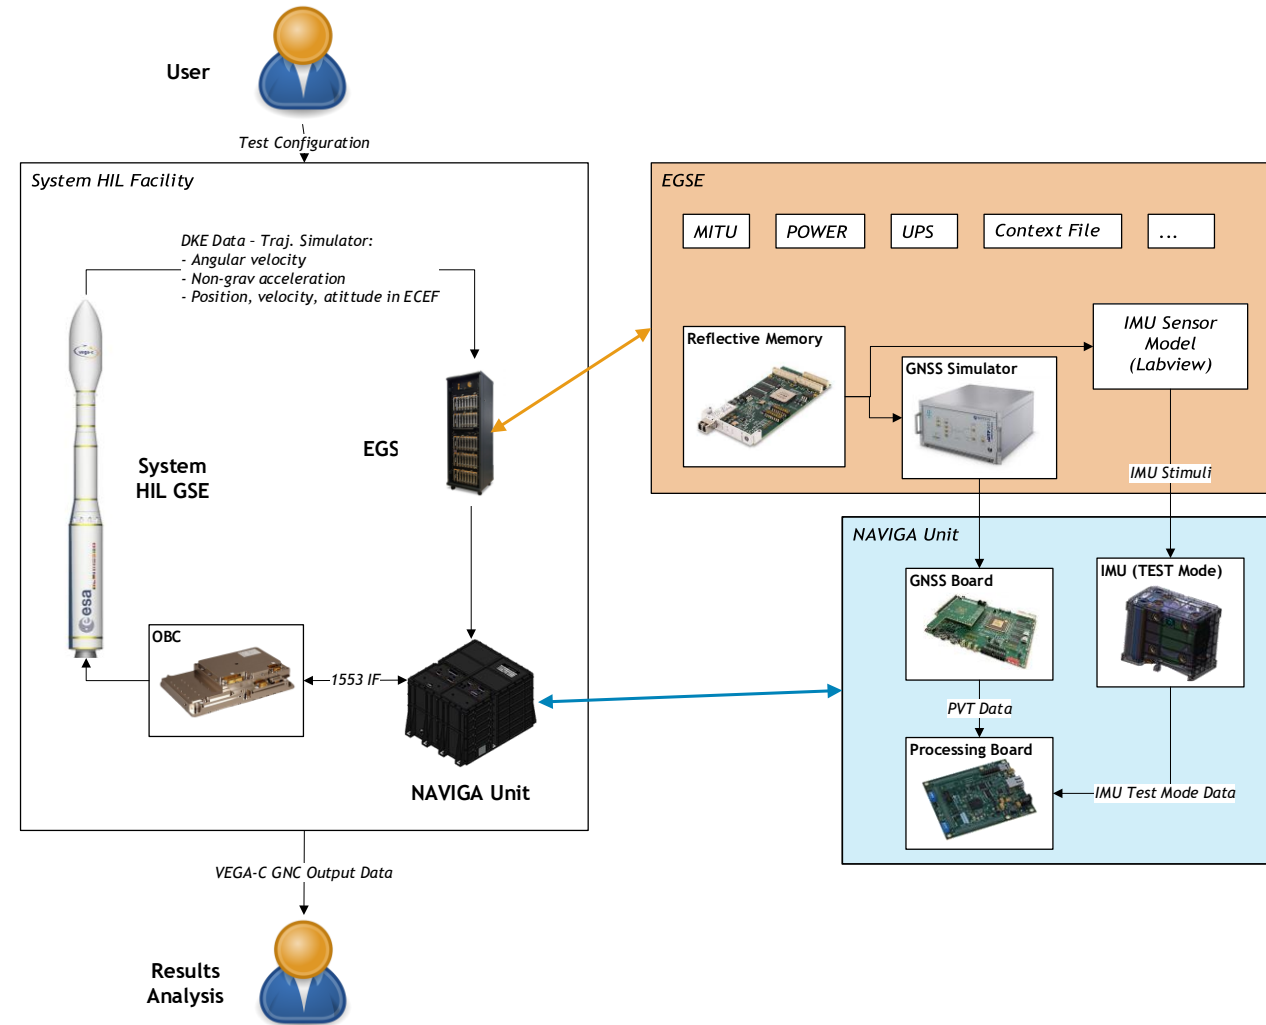 User
Test Configuration
System HIL Facility
DKE Data – Traj. Simulator:
- Angular velocity
- Non-grav acceleration
- Position, velocity, atittude in ECEF
vega-c
esa
System
HIL GSE
EGS
OBC
1553 IF
NAVIGA Unit
VEGA-C GNC Output Data
Results
Analysis
EGSE
MITU
POWER
UPS
Context File
...
Reflective Memory
GNSS Simulator
IMU Sensor
Model
(Labview)
IMU Stimuli
NAVIGA Unit
GNSS Board
IMU (TEST Mode)
PVT Data
Processing Board
IMU Test Mode Data